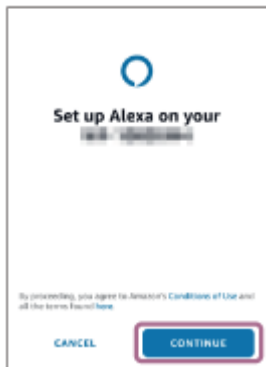 Set up Alexa on your
By proceeding, you agree to Amazon's Conditions of Use and
all the terms found here.
CANCEL
CONTINUE